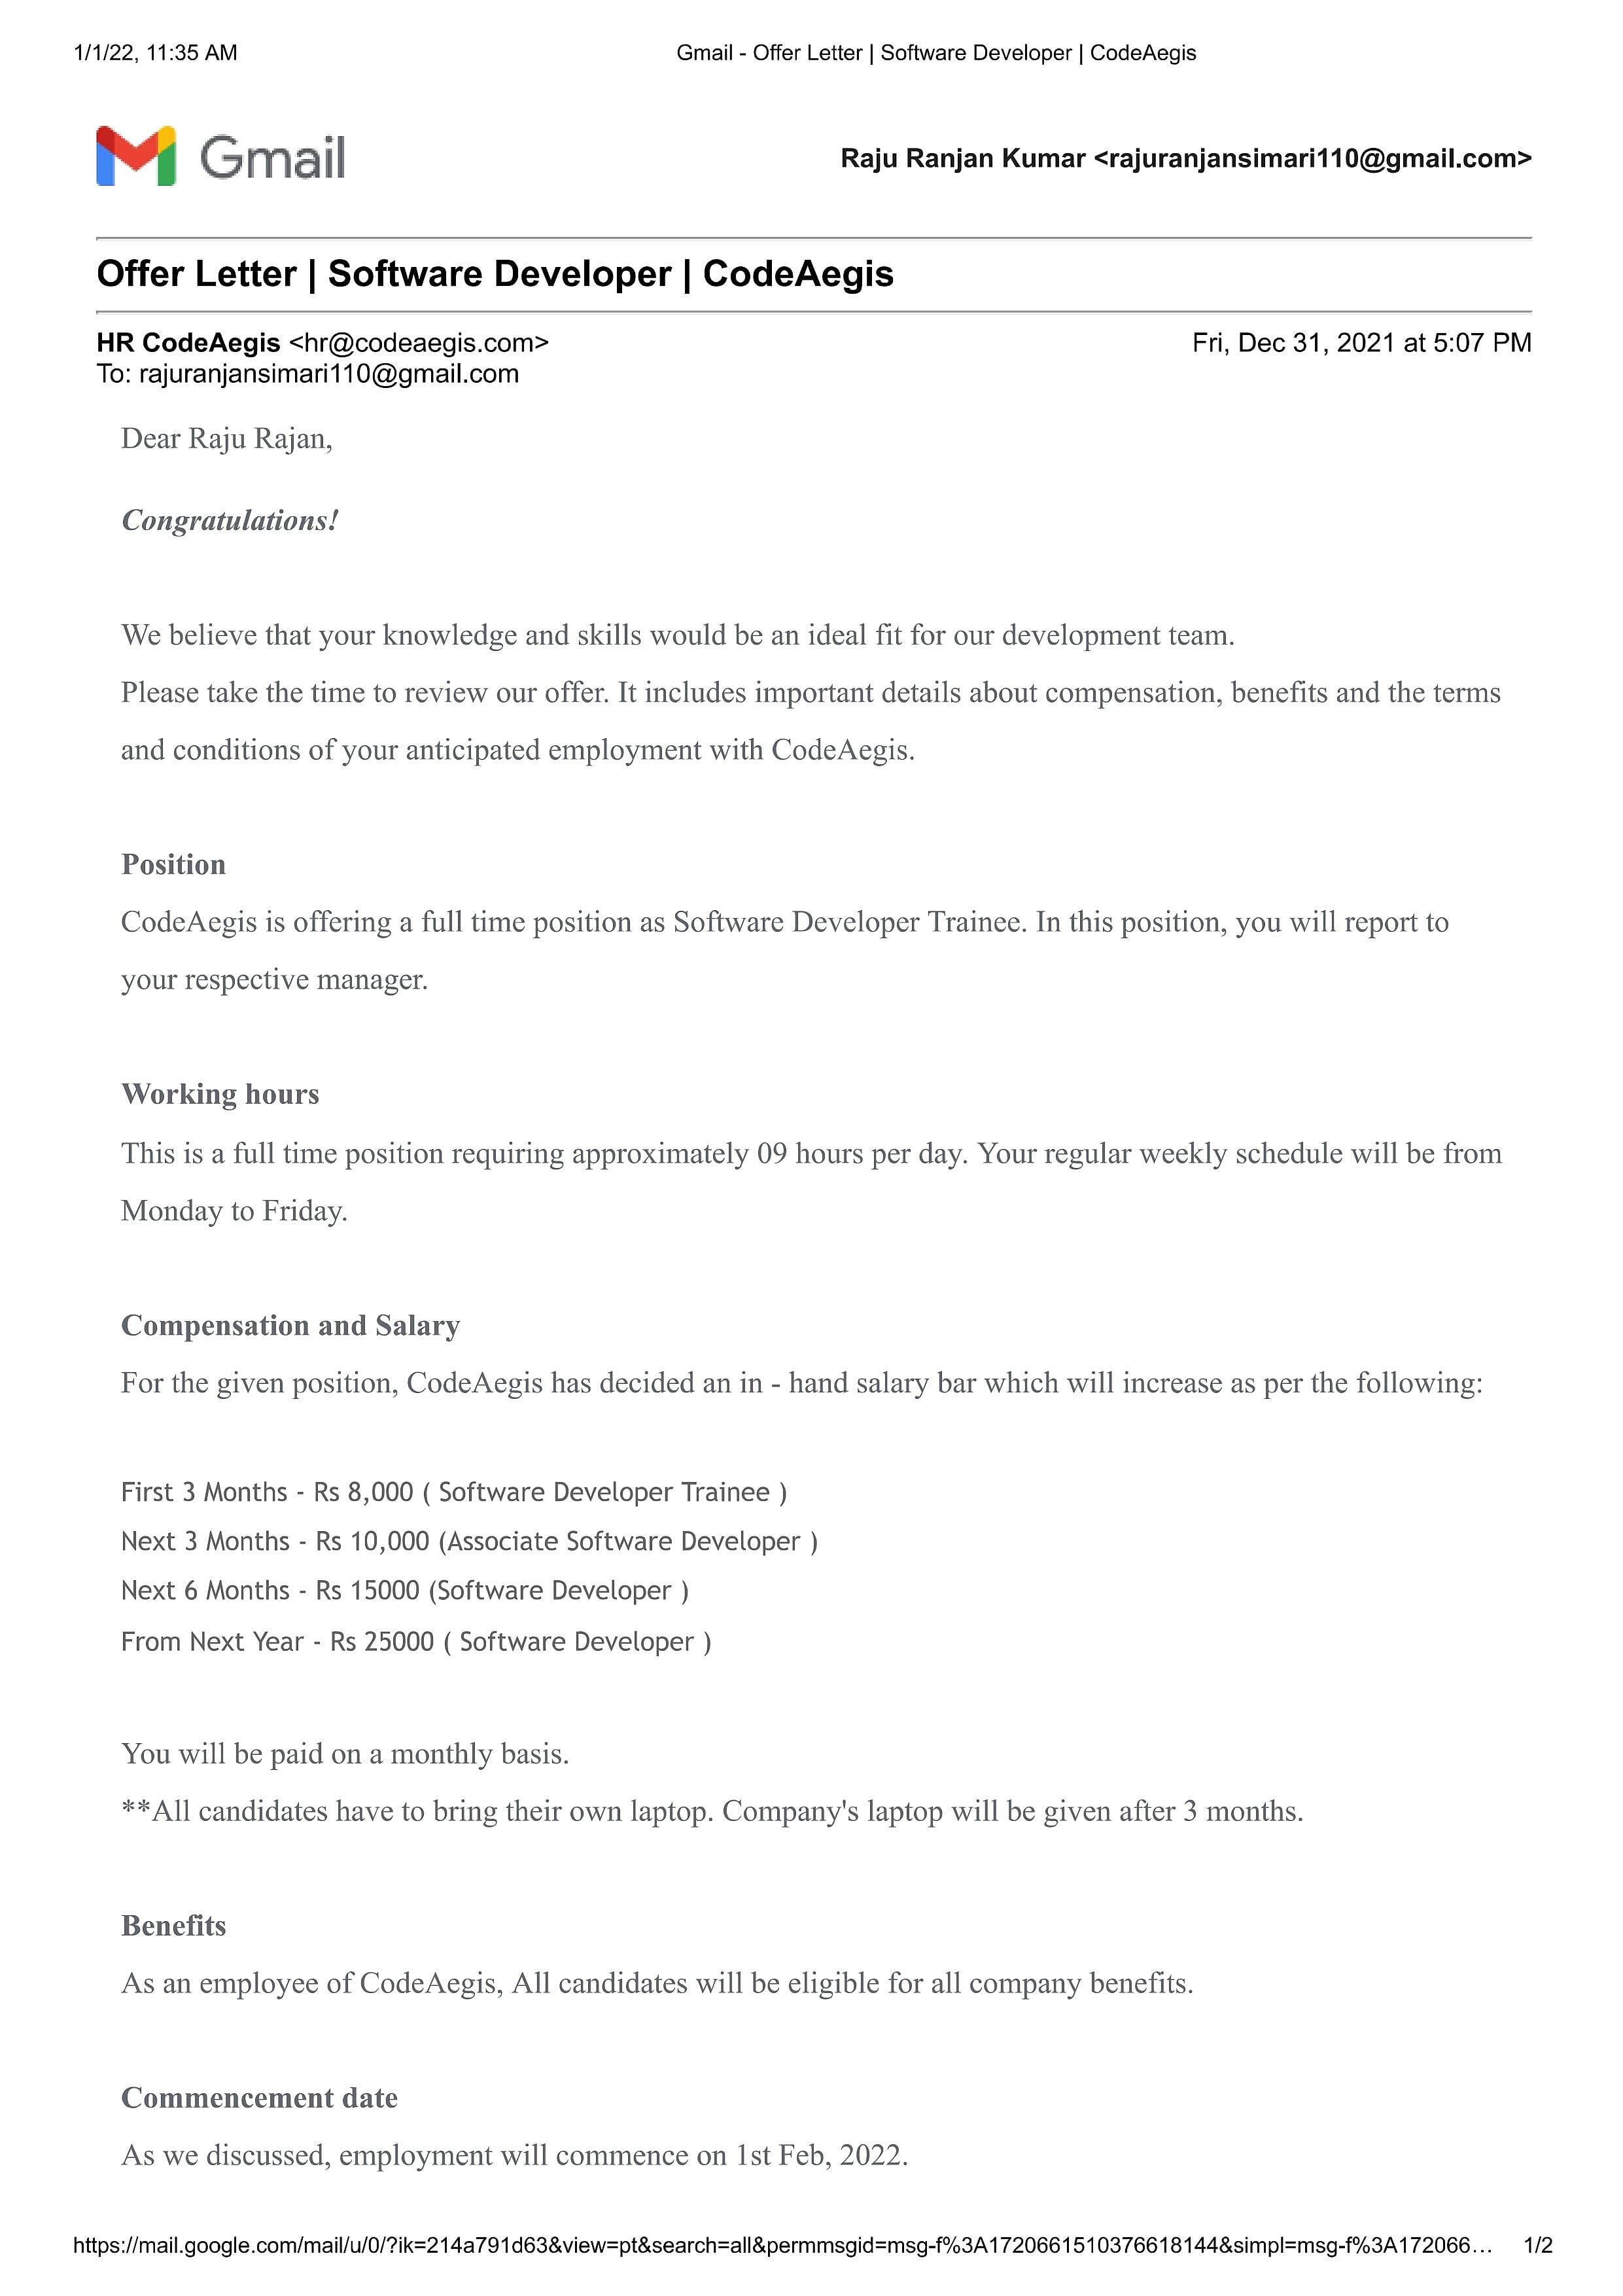 1/1/22, 11:35 AM
Gmail - Offer Letter | Software Developer | CodeAegis
Gmail
Raju Ranjan Kumar <rajuranjansimari110@gmail.com>
Offer Letter | Software Developer | CodeAegis
HR CodeAegis <hr@codeaegis.com>
Fri, Dec 31, 2021 at 5:07 PM
To: rajuranjansimari110@gmail.com
Dear Raju Rajan,
Congratulations!
We believe that your knowledge and skills would be an ideal fit for our development team.
Please take the time to review our offer. It includes important details about compensation, benefits and the terms
and conditions of your anticipated employment with CodeAegis.
Position
CodeAegis is offering a full time position as Software Developer Trainee. In this position, you will report to
your respective manager.
Working hours
This is a full time position requiring approximately 09 hours per day. Your regular weekly schedule will be from
Monday to Friday.
Compensation and Salary
For the given position, CodeAegis has decided an in - hand salary bar which will increase as per the following:
First 3 Months - Rs 8,000 ( Software Developer Trainee )
Next 3 Months - Rs 10,000 (Associate Software Developer )
Next 6 Months - Rs 15000 (Software Developer )
From Next Year - Rs 25000 ( Software Developer )
You will be paid on a monthly basis.
**All candidates have to bring their own laptop. Company's laptop will be given after 3 months.
Benefits
As an employee of CodeAegis, All candidates will be eligible for all company benefits.
Commencement date
As we discussed, employment will commence on 1st Feb, 2022.
https://mail.google.com/mail/u/0/?ik=214a791d63&view=pt&search=all&permmsgid=msg-f%3A1720661510376618144&simpl=msg-f%3A172066…
1/2